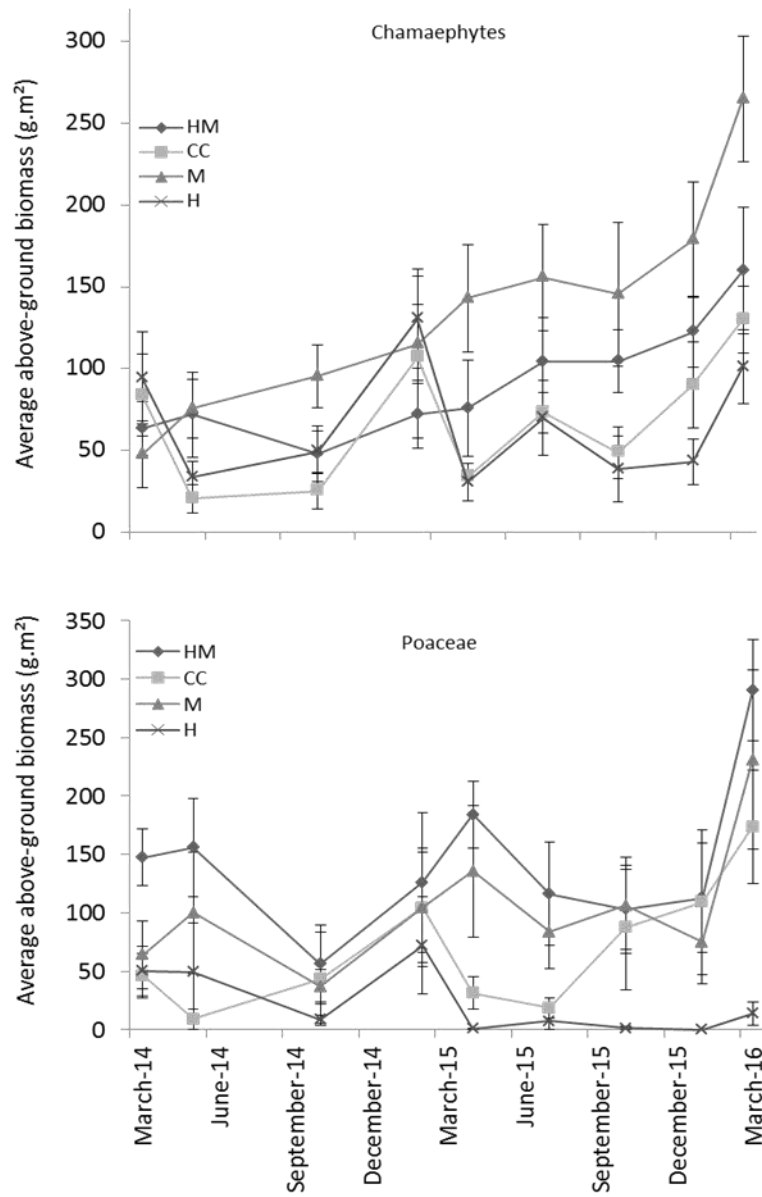 Chamaephytes
Average above-ground biomass (g.m²)
300
250
200
150
100
50
0
HM
CC
M
H
Poaceae
Average above-ground biomass (g.m²)
350
300
250
200
150
100
50
0
HM
CC
M
H
March-14
June-14
September-14
December-14
March-15
June-15
September-15
December-15
March-16